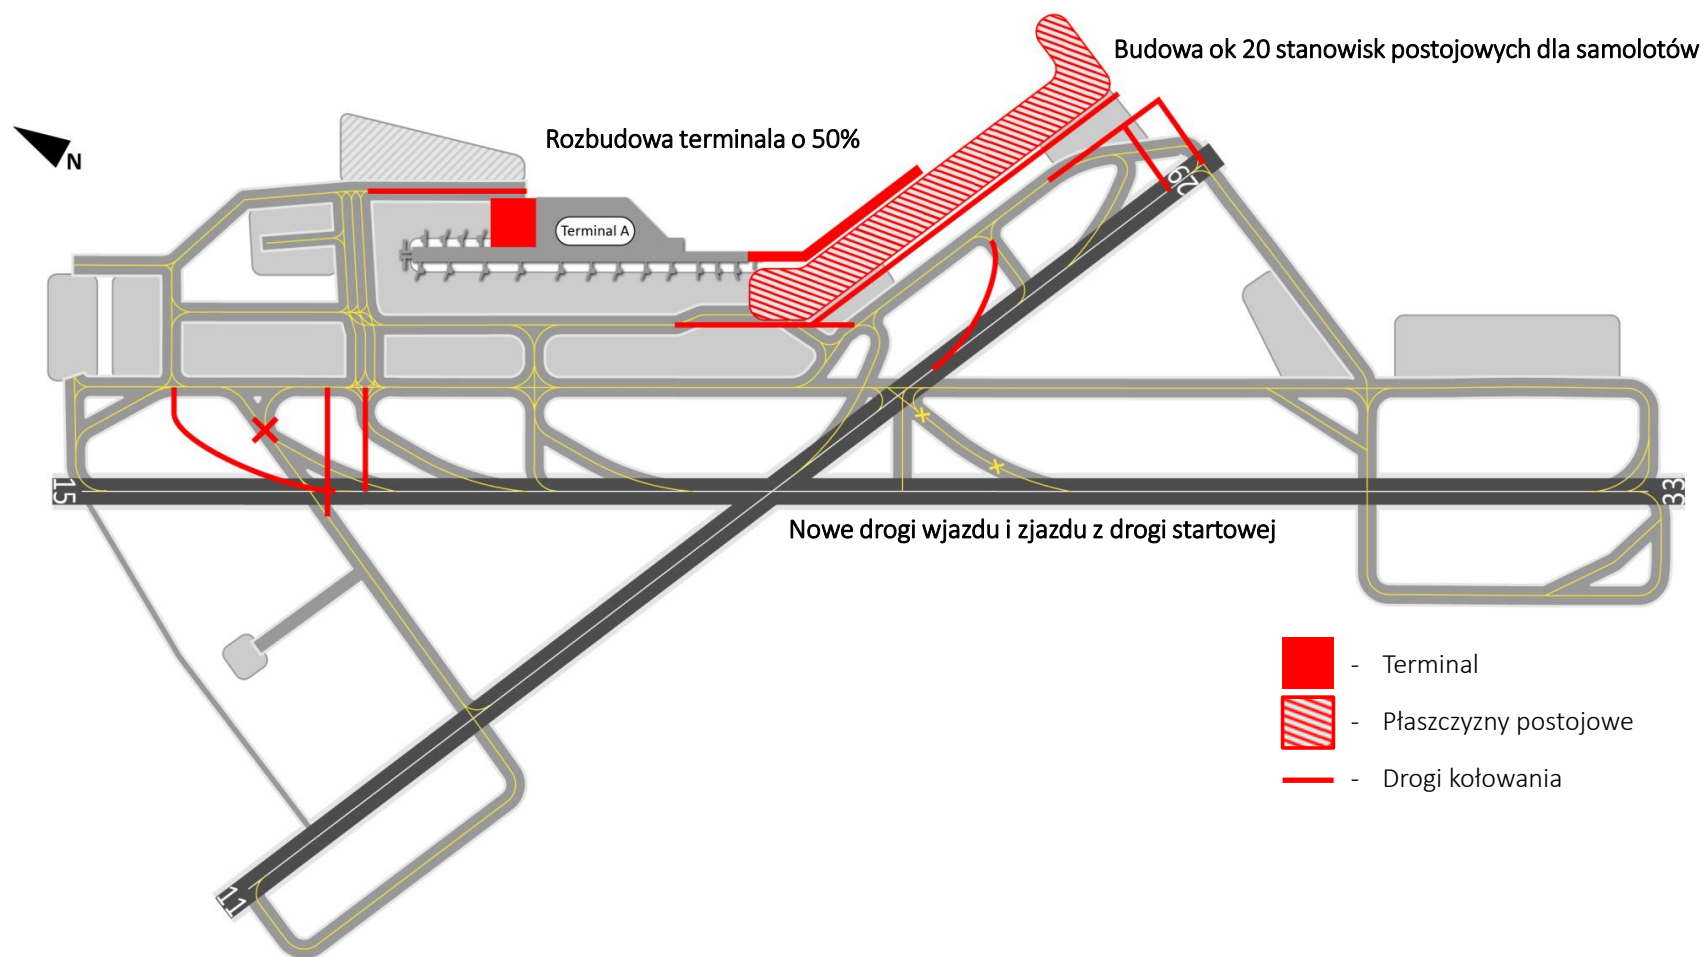 Budowa ok 20 stanowisk postojowych dla samolotów
Rozbudowa terminala o 50%
N
Terminal A
29
15
33
Nowe drogi wjazdu i zjazdu z drogi startowej
- Terminal
- Płaszczyzny postojowe
- Drogi kołowania
11